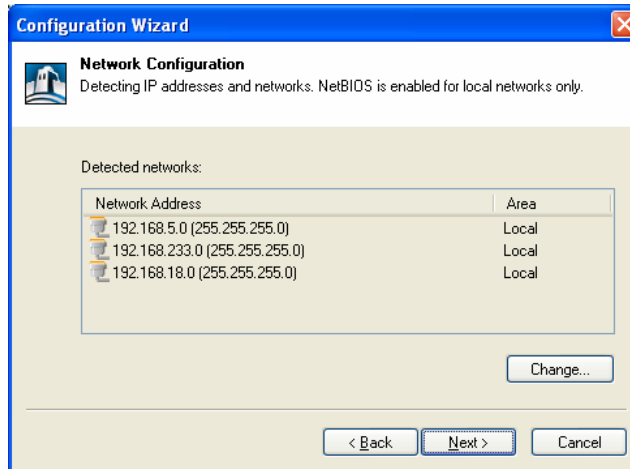 Configuration Wizard
Network Configuration
Detecting IP addresses and networks. NetBIOS is enabled for local networks only.
Detected networks:
Network Address Area
192.168.5.0 (255.255.255.0) Local
192.168.233.0 (255.255.255.0) Local
192.168.18.0 (255.255.255.0) Local
Change...
< Back Next > Cancel